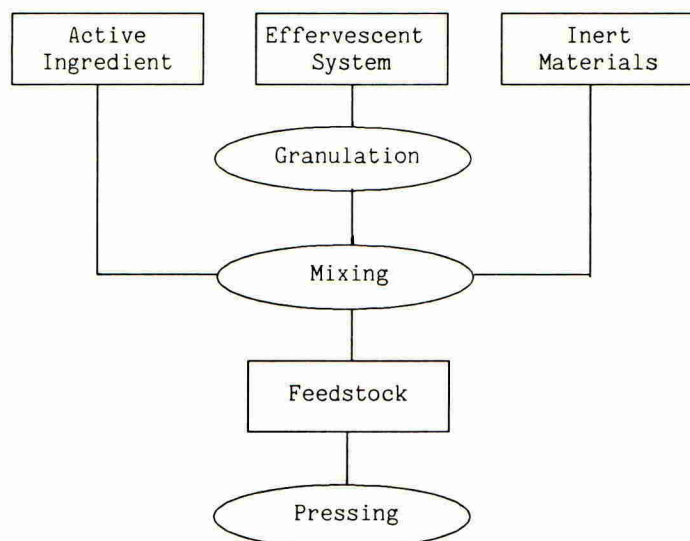 Active
Ingredient
Effervescent
System
Inert
Materials
Granulation
Mixing
Feedstock
Pressing